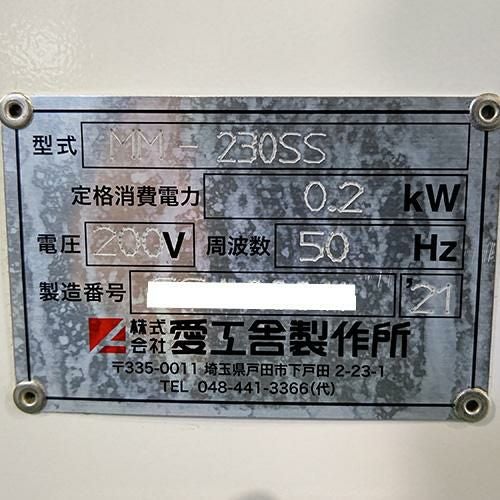 型式 MM-230SS
定格消費電力 0.2 kW
電圧 200 V 周波数 50 Hz
製造番号 '21
株式会社 愛工舎製作所
〒335-0011 埼玉県戸田市下戸田 2-23-1
TEL 048-441-3366(代)